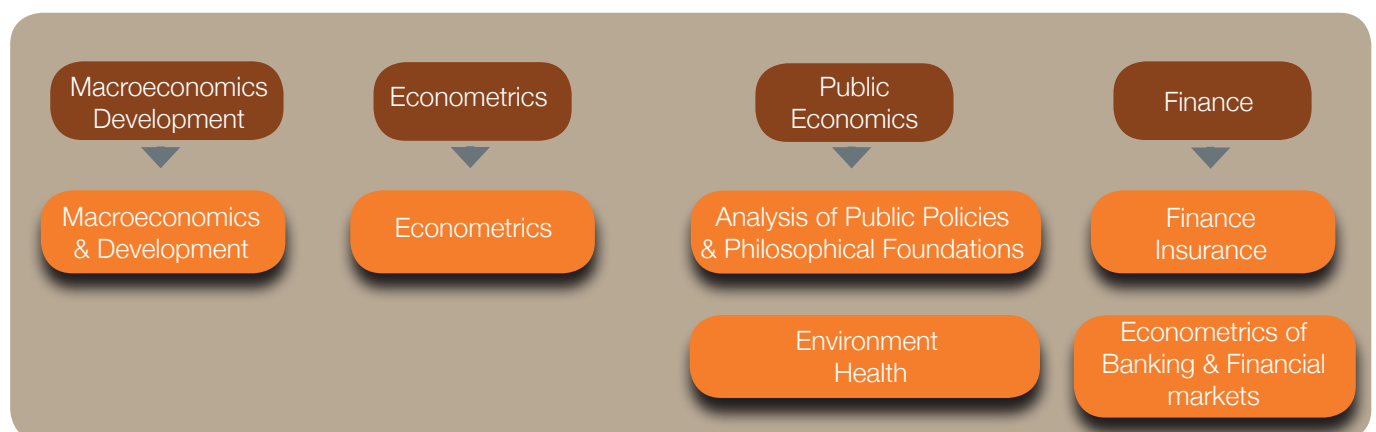 Macroeconomics
Development
Econometrics
Public
Economics
Finance
Macroeconomics
& Development
Econometrics
Analysis of Public Policies
& Philosophical Foundations
Finance
Insurance
Environment
Health
Econometrics of
Banking & Financial
markets